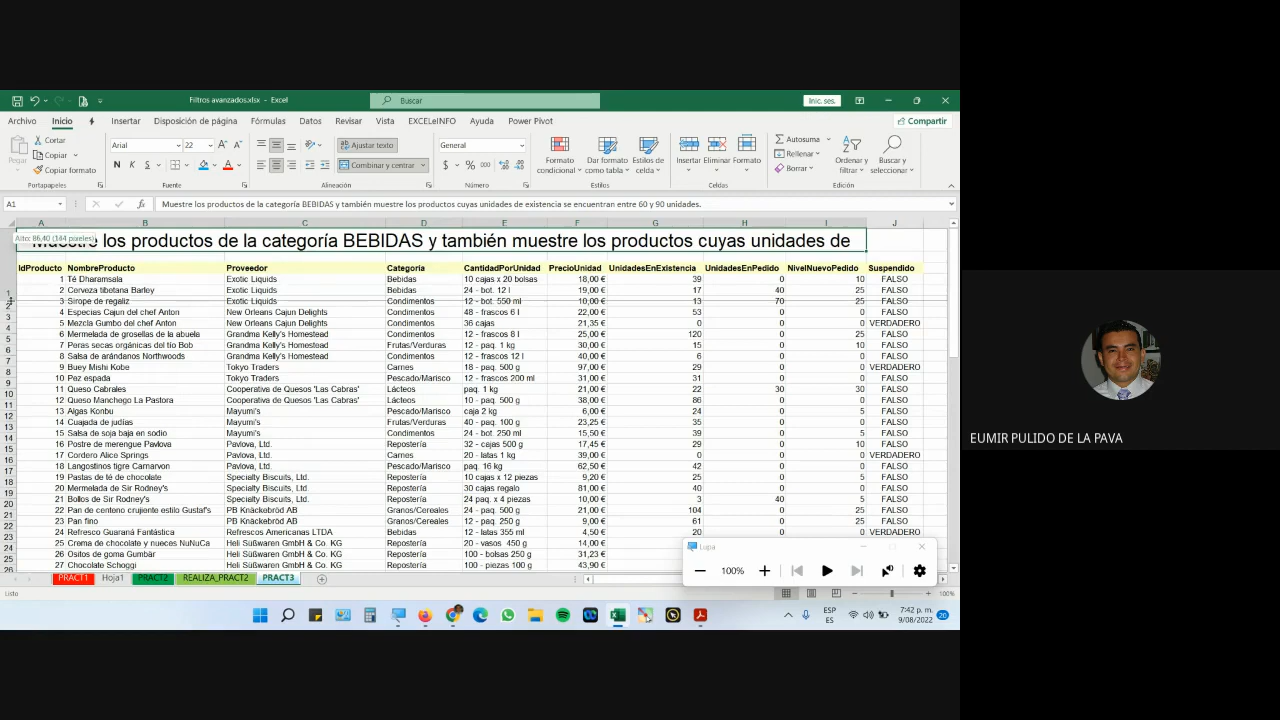 Filtros avanzados.xlsx - Excel
Buscar
Inic. ses.
Archivo Inicio Insertar Disposición de página Fórmulas Datos Revisar Vista EXCELeINFO Ayuda Power Pivot Compartir
Pegar Cortar Copiar Copiar formato
Arial 22 Ajustar texto General
N K S Combinar y centrar $ % 000
Formato condicional Dar formato como tabla Estilos de celda Insertar Eliminar Formato
Autosuma Rellenar Borrar Ordenar y filtrar Buscar y seleccionar
Portapapeles Fuente Alineación Número Estilos Celdas Edición
A1 Muestre los productos de la categoría BEBIDAS y también muestre los productos cuyas unidades de existencia se encuentran entre 60 y 90 unidades.
A B C D E F G H I J
Alto: 86,40 (144 píxeles)
los productos de la categoría BEBIDAS y también muestre los productos cuyas unidades de
IdProducto NombreProducto Proveedor Categoría CantidadPorUnidad PrecioUnidad UnidadesEnExistencia UnidadesEnPedido NivelNuevoPedido Suspendido
1 Té Dharamsala Exotic Liquids Bebidas 10 cajas x 20 bolsas 18,00 € 39 0 10 FALSO
2 Cerveza tibetana Barley Exotic Liquids Bebidas 24 - bot. 12 l 19,00 € 17 40 25 FALSO
3 Sirope de regaliz Exotic Liquids Condimentos 12 - bot. 550 ml 10,00 € 13 70 25 FALSO
4 Especias Cajun del chef Anton New Orleans Cajun Delights Condimentos 48 - frascos 6 l 22,00 € 53 0 0 FALSO
5 Mezcla Gumbo del chef Anton New Orleans Cajun Delights Condimentos 36 cajas 21,35 € 0 0 0 VERDADERO
6 Mermelada de grosellas de la abuela Grandma Kelly's Homestead Condimentos 12 - frascos 8 l 25,00 € 120 0 25 FALSO
7 Peras secas orgánicas del tío Bob Grandma Kelly's Homestead Frutas/Verduras 12 - paq. 1 kg 30,00 € 15 0 10 FALSO
8 Salsa de arándanos Northwoods Grandma Kelly's Homestead Condimentos 12 - frascos 12 l 40,00 € 6 0 0 FALSO
9 Buey Mishi Kobe Tokyo Traders Carnes 18 - paq. 500 g 97,00 € 29 0 0 VERDADERO
10 Pez espada Tokyo Traders Pescado/Marisco 12 - frascos 200 ml 31,00 € 31 0 0 FALSO
11 Queso Cabrales Cooperativa de Quesos 'Las Cabras' Lácteos paq. 1 kg 21,00 € 22 30 30 FALSO
12 Queso Manchego La Pastora Cooperativa de Quesos 'Las Cabras' Lácteos 10 - paq. 500 g 38,00 € 86 0 0 FALSO
13 Algas Konbu Mayumi's Pescado/Marisco caja 2 kg 6,00 € 24 0 5 FALSO
14 Cuajada de judías Mayumi's Frutas/Verduras 40 - paq. 100 g 23,25 € 35 0 0 FALSO
15 Salsa de soja baja en sodio Mayumi's Condimentos 24 - bot. 250 ml 15,50 € 39 0 5 FALSO
16 Postre de merengue Pavlova Pavlova, Ltd. Repostería 32 - cajas 500 g 17,45 € 29 0 10 FALSO
17 Cordero Alice Springs Pavlova, Ltd. Carnes 20 - latas 1 kg 39,00 € 0 0 0 VERDADERO
18 Langostinos tigre Carnarvon Pavlova, Ltd. Pescado/Marisco paq. 16 kg 62,50 € 42 0 0 FALSO
19 Pastas de té de chocolate Specialty Biscuits, Ltd. Repostería 10 cajas x 12 piezas 9,20 € 25 0 5 FALSO
20 Mermelada de Sir Rodney's Specialty Biscuits, Ltd. Repostería 30 cajas regalo 81,00 € 40 0 0 FALSO
21 Bollos de Sir Rodney's Specialty Biscuits, Ltd. Repostería 24 paq. x 4 piezas 10,00 € 3 40 5 FALSO
22 Pan de centeno crujiente estilo Gustaf's PB Knäckebröd AB Granos/Cereales 24 - paq. 500 g 21,00 € 104 0 25 FALSO
23 Pan fino PB Knäckebröd AB Granos/Cereales 12 - paq. 250 g 9,00 € 61 0 25 FALSO
24 Refresco Guaraná Fantástica Refrescos Americanas LTDA Bebidas 12 - latas 355 ml 4,50 € 20 VERDADERO
25 Crema de chocolate y nueces NuNuCa Heli Süßwaren GmbH & Co. KG Repostería 20 - vasos 450 g 14,00 €
26 Ositos de goma Gumbär Heli Süßwaren GmbH & Co. KG Repostería 100 - bolsas 250 g 31,23 €
27 Chocolate Schoggi Heli Süßwaren GmbH & Co. KG Repostería 100 - piezas 100 g 43,90 €
Lupa
100%
PRACT1 Hoja1 PRACT2 REALIZA_PRACT2 PRACT3
Listo 100%
ESP
ES
7:42 p. m.
9/08/2022
20
EUMIR PULIDO DE LA PAVA